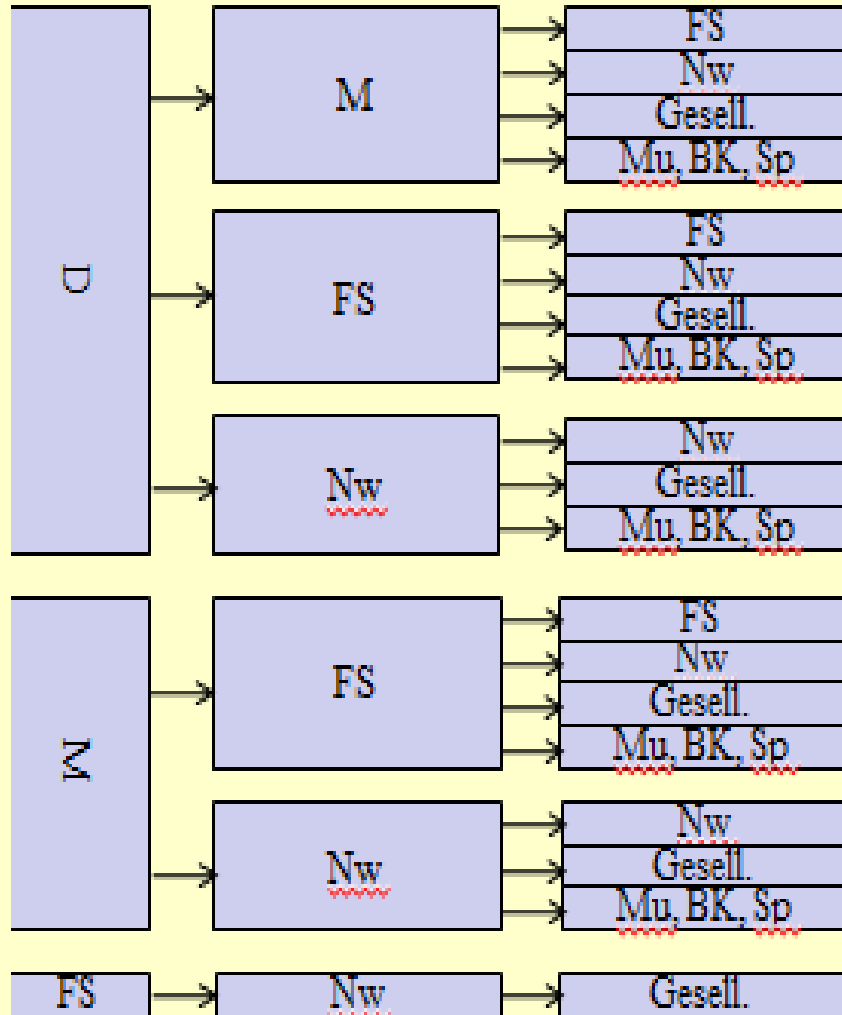 D
M
FS
Nw
Gesell.
Mu, BK, Sp
FS
FS
Nw
Gesell.
Mu, BK, Sp
Nw
Nw
Gesell.
Mu, BK, Sp
M
FS
FS
Nw
Gesell.
Mu, BK, Sp
Nw
Nw
Gesell.
Mu, BK, Sp
FS
Nw
Gesell.